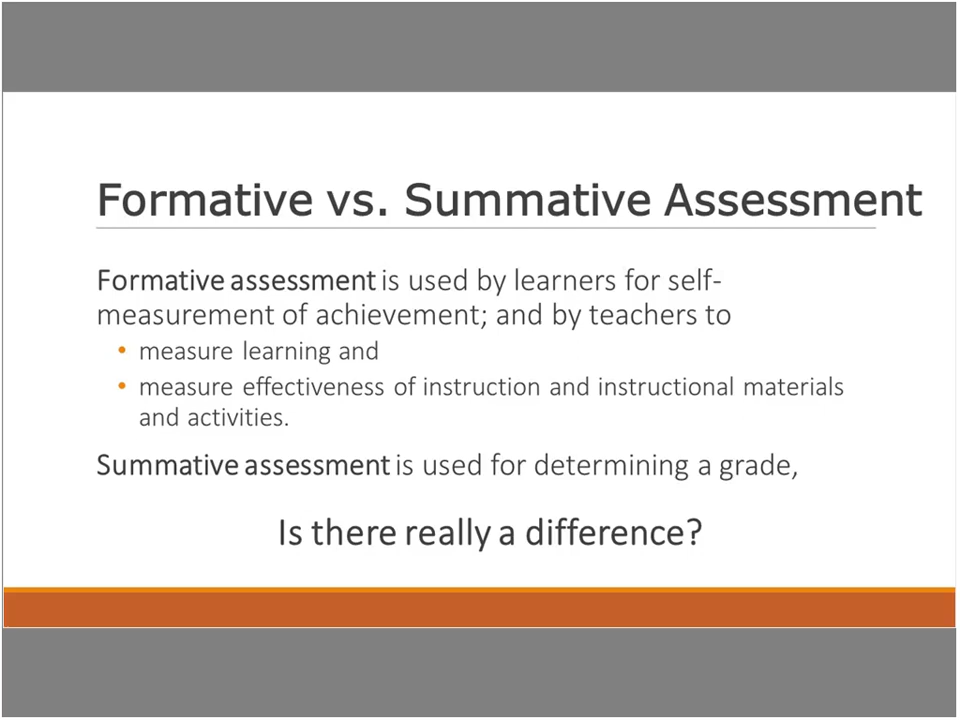 Formative vs. Summative Assessment
Formative assessment is used by learners for self-
measurement of achievement; and by teachers to
• measure learning and
• measure effectiveness of instruction and instructional materials
and activities.
Summative assessment is used for determining a grade,
Is there really a difference?